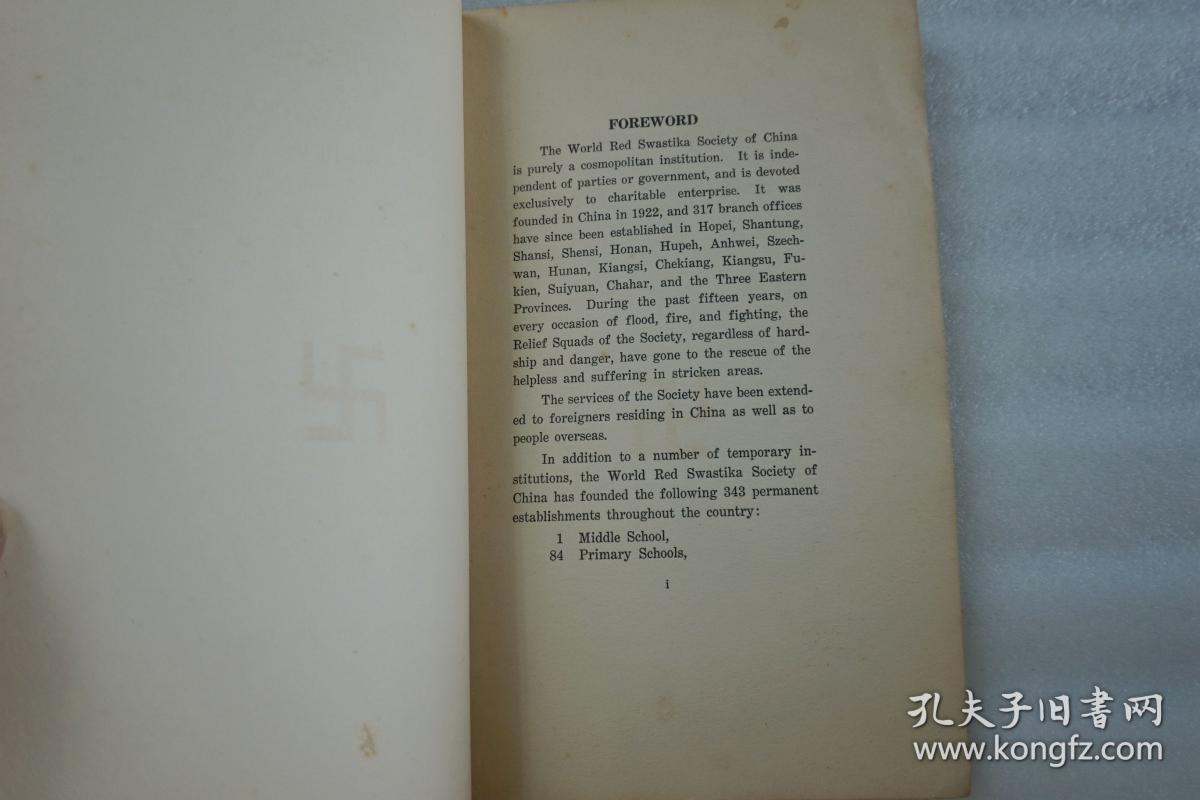 FOREWORD
The World Red Swastika Society of China
is purely a cosmopolitan institution. It is inde-
pendent of parties or government, and is devoted
exclusively to charitable enterprise. It was
founded in China in 1922, and 317 branch offices
have since been established in Hopei, Shantung,
Shansi, Shensi, Honan, Hupeh, Anhwei, Szech-
wan, Hunan, Kiangsi, Chekiang, Kiangsu, Fu-
kien, Suiyuan, Chahar, and the Three Eastern
Provinces. During the past fifteen years, on
every occasion of flood, fire, and fighting, the
Relief Squads of the Society, regardless of hard-
ship and danger, have gone to the rescue of the
helpless and suffering in stricken areas.
The services of the Society have been extend-
ed to foreigners residing in China as well as to
people overseas.
In addition to a number of temporary in-
stitutions, the World Red Swastika Society of
China has founded the following 343 permanent
establishments throughout the country:
1 Middle School,
84 Primary Schools,
i
孔夫子旧书网
www.kongfz.com